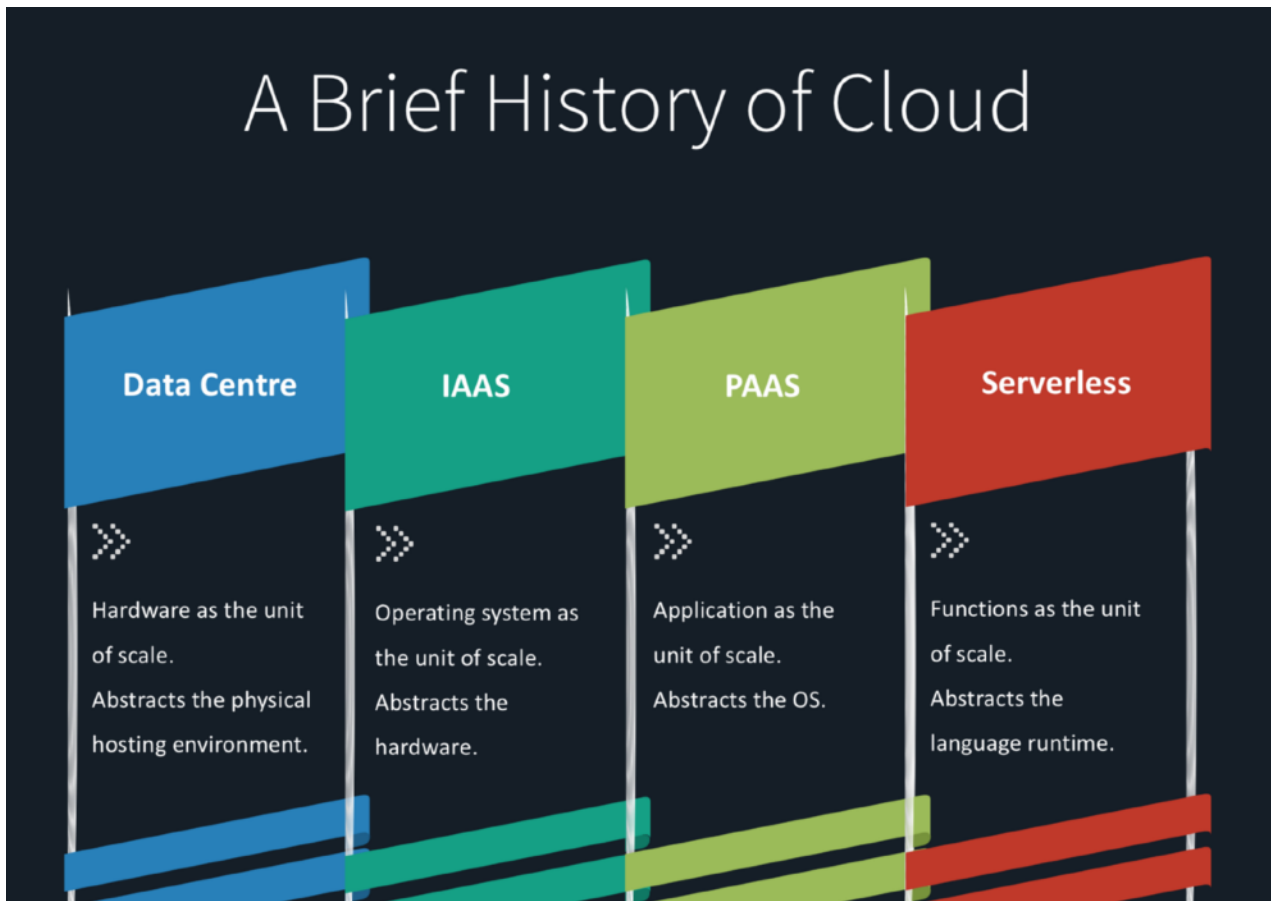 A Brief History of Cloud
Data Centre
Hardware as the unit
of scale.
Abstracts the physical
hosting environment.
IAAS
Operating system as
the unit of scale.
Abstracts the
hardware.
PAAS
Application as the
unit of scale.
Abstracts the OS.
Serverless
Functions as the unit
of scale.
Abstracts the
language runtime.